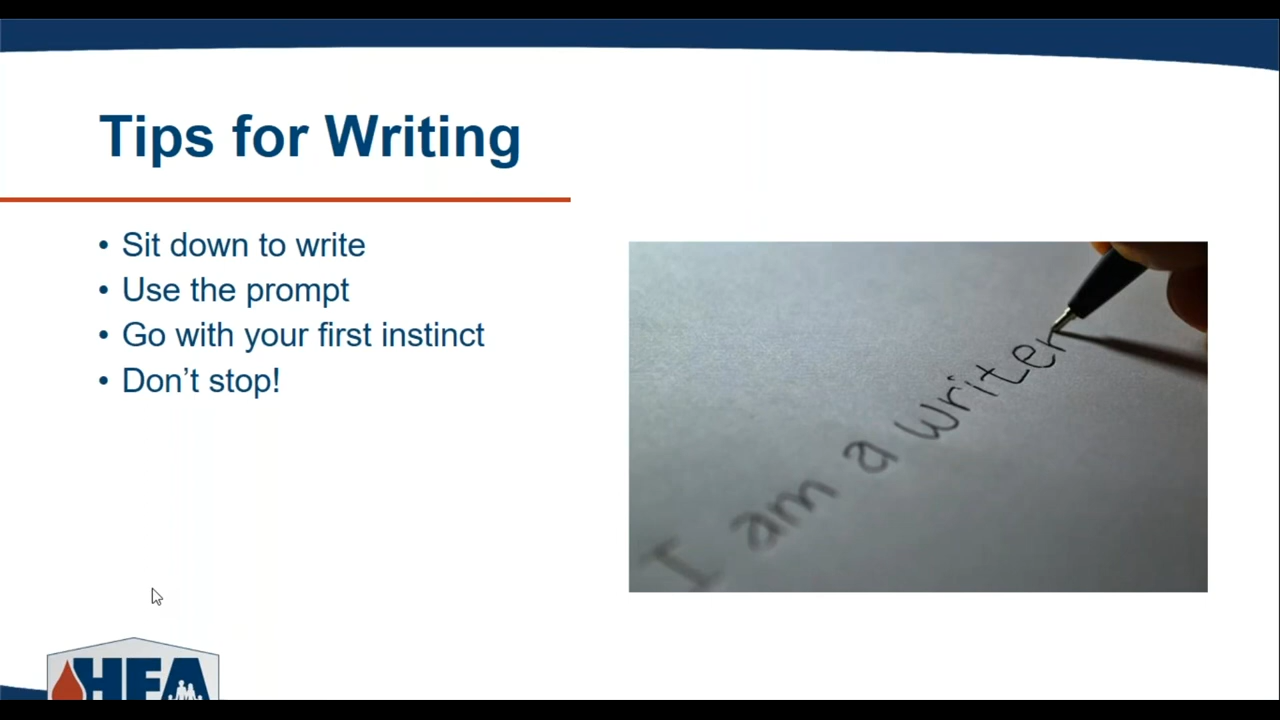 Tips for Writing
• Sit down to write
• Use the prompt
• Go with your first instinct
• Don’t stop!
I am a writer
HFA